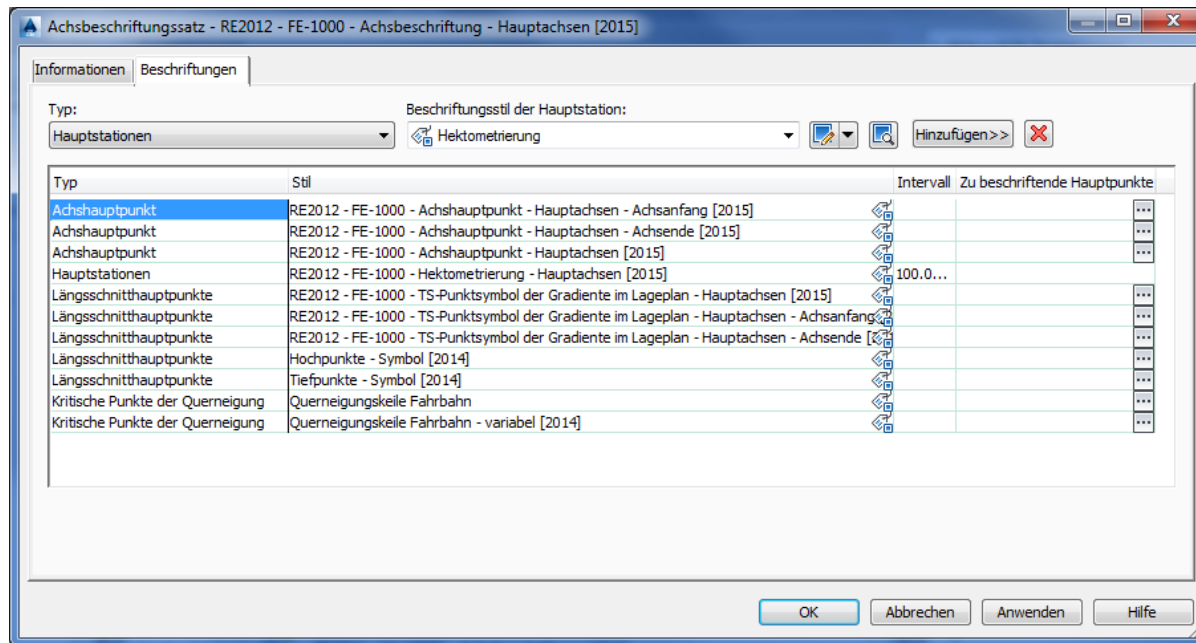 Achsbeschriftungssatz - RE2012 - FE-1000 - Achsbeschriftung - Hauptachsen [2015]
Informationen Beschriftungen
Typ: Beschriftungsstil der Hauptstation:
Hauptstationen Hektometrierung Hinzufügen>>
Typ Stil Intervall Zu beschriftende Hauptpunkte
Achshauptpunkt RE2012 - FE-1000 - Achshauptpunkt - Hauptachsen - Achsanfang [2015] ...
Achshauptpunkt RE2012 - FE-1000 - Achshauptpunkt - Hauptachsen - Achsende [2015] ...
Achshauptpunkt RE2012 - FE-1000 - Achshauptpunkt - Hauptachsen [2015] ...
Hauptstationen RE2012 - FE-1000 - Hektometrierung - Hauptachsen [2015] 100.0...
Längsschnitthauptpunkte RE2012 - FE-1000 - TS-Punktsymbol der Gradiente im Lageplan - Hauptachsen [2015] ...
Längsschnitthauptpunkte RE2012 - FE-1000 - TS-Punktsymbol der Gradiente im Lageplan - Hauptachsen - Achsanfang ...
Längsschnitthauptpunkte RE2012 - FE-1000 - TS-Punktsymbol der Gradiente im Lageplan - Hauptachsen - Achsende [ ...
Längsschnitthauptpunkte Hochpunkte - Symbol [2014] ...
Längsschnitthauptpunkte Tiefpunkte - Symbol [2014] ...
Kritische Punkte der Querneigung Querneigungskeile Fahrbahn ...
Kritische Punkte der Querneigung Querneigungskeile Fahrbahn - variabel [2014] ...
OK Abbrechen Anwenden Hilfe